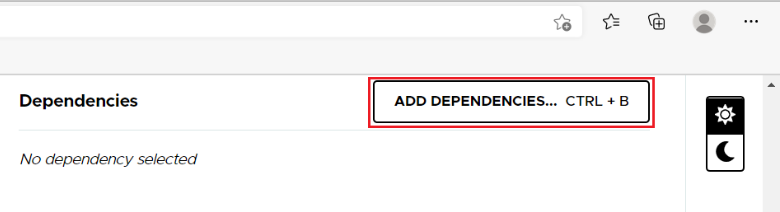 Dependencies
ADD DEPENDENCIES... CTRL + B
No dependency selected